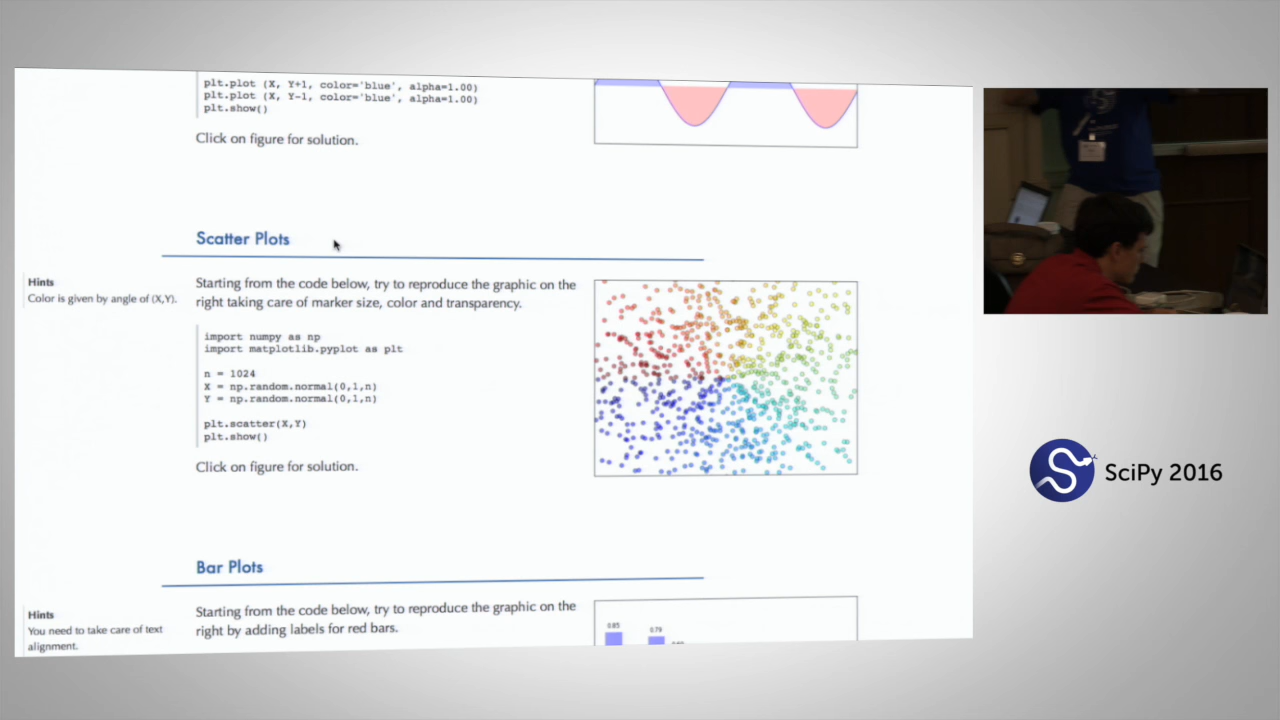 plt.plot (X, Y+1, color='blue', alpha=1.00)
plt.plot (X, Y-1, color='blue', alpha=1.00)
plt.show()
Click on figure for solution.
Scatter Plots
Hints
Color is given by angle of (X,Y).
Starting from the code below, try to reproduce the graphic on the
right taking care of marker size, color and transparency.
import numpy as np
import matplotlib.pyplot as plt
n = 1024
X = np.random.normal(0,1,n)
Y = np.random.normal(0,1,n)
plt.scatter(X,Y)
plt.show()
Click on figure for solution.
SciPy 2016
Bar Plots
Hints
You need to take care of text
alignment.
Starting from the code below, try to reproduce the graphic on the
right by adding labels for red bars.
0.85
0.79